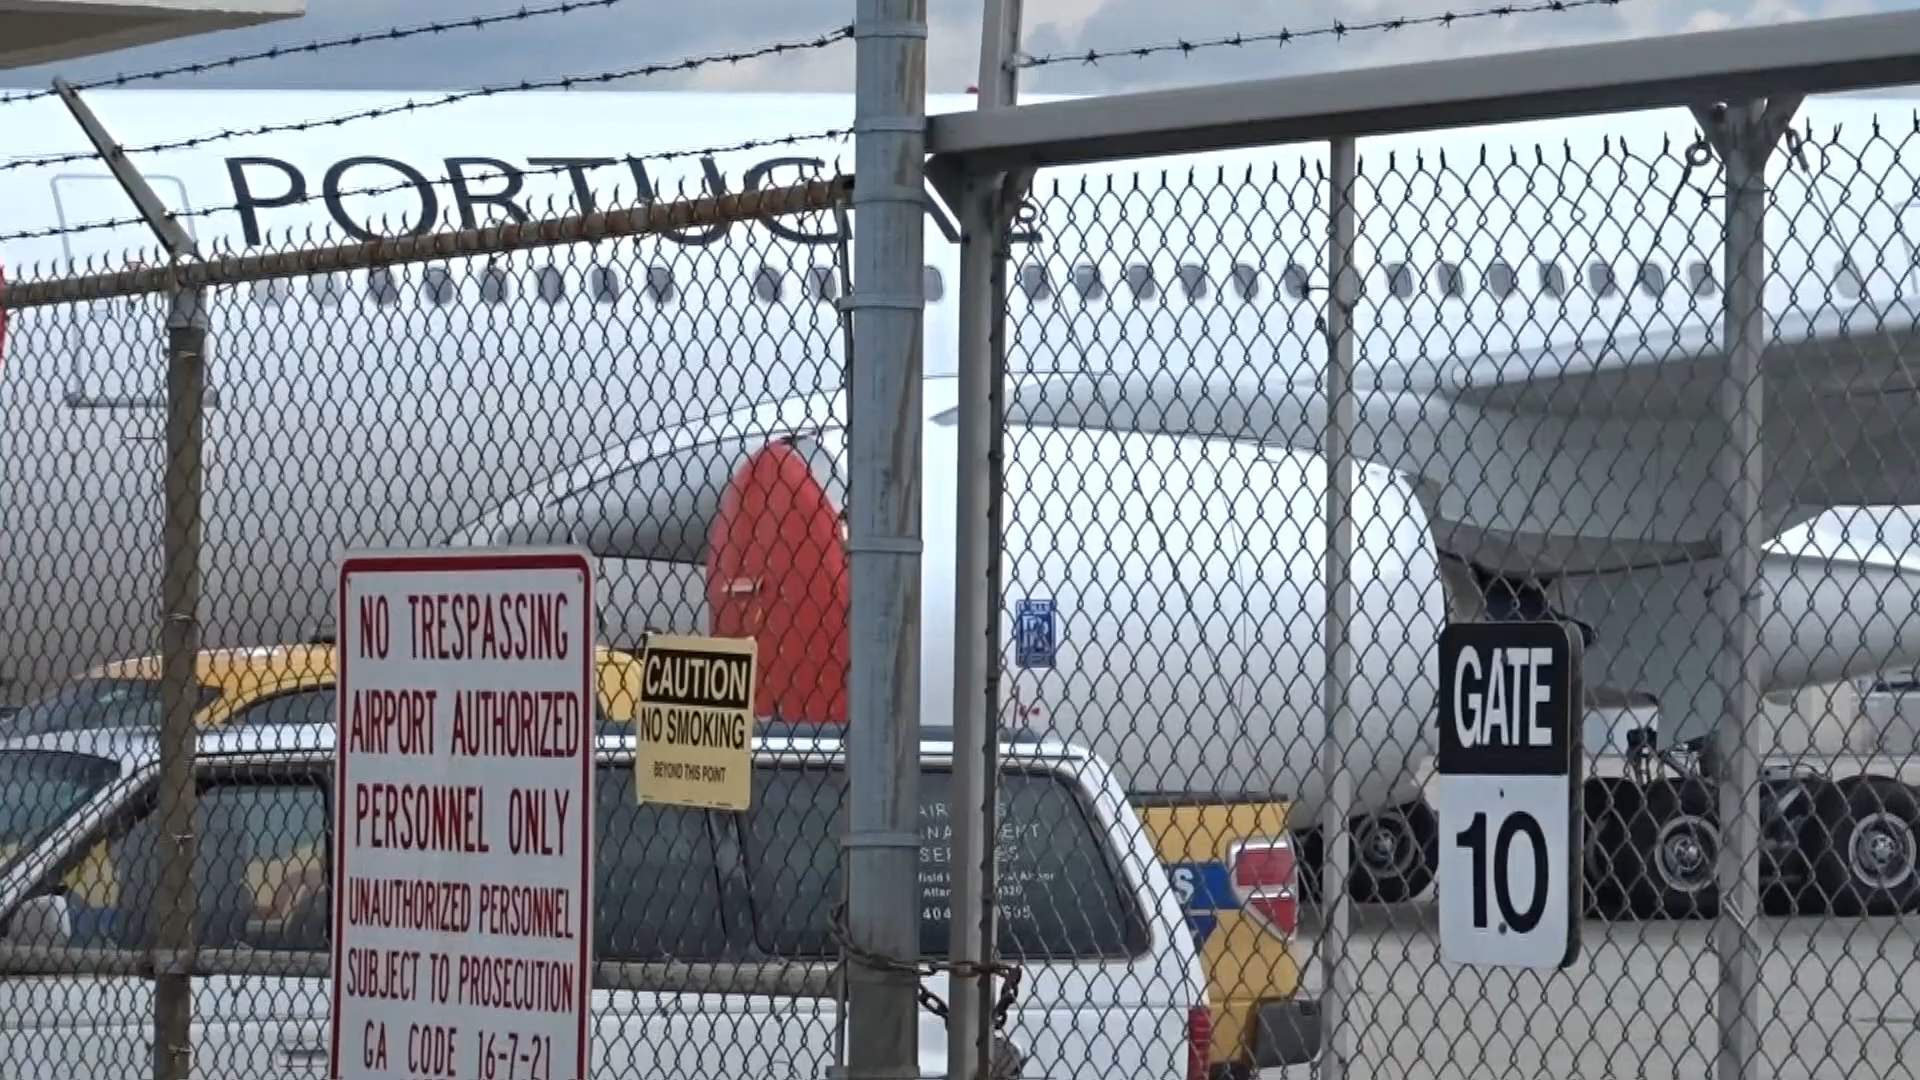 PORTUGAL
NO TRESPASSING
AIRPORT AUTHORIZED
PERSONNEL ONLY
UNAUTHORIZED PERSONNEL
SUBJECT TO PROSECUTION
GA CODE 16-7-21
CAUTION
NO SMOKING
BEYOND THIS POINT
GATE
10